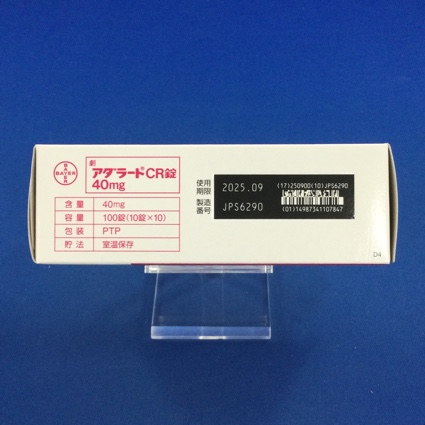 BAYER
BAYER
劇
アダラート®CR錠
40mg
含量 40mg
容量 100錠(10錠×10)
包装 PTP
貯法 室温保存
使用期限 2025.09
製造番号 JPS6290
(17)250900(10)JPS6290
(01)14987341107847
D4